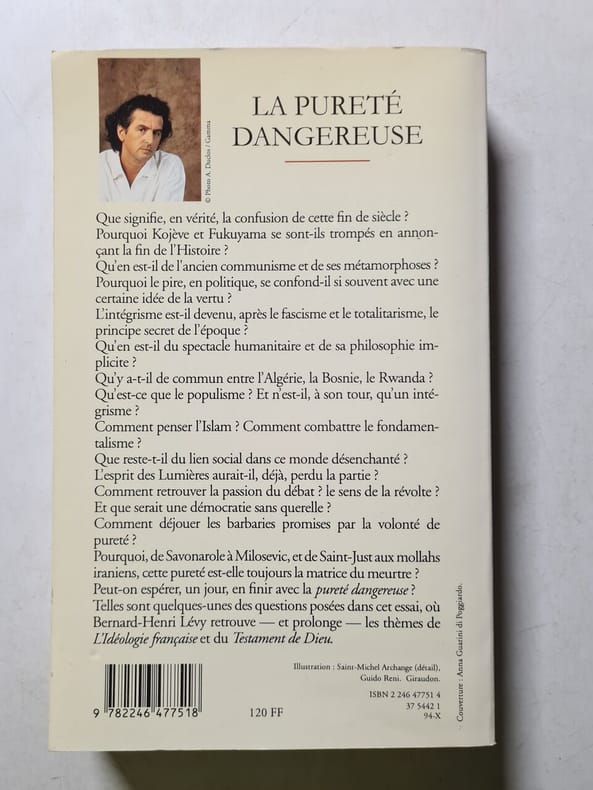 © Photo A. Duclos / Gamma
LA PURETÉ
DANGEREUSE
Que signifie, en vérité, la confusion de cette fin de siècle ?
Pourquoi Kojève et Fukuyama se sont-ils trompés en annon-
çant la fin de l'Histoire ?
Qu'en est-il de l'ancien communisme et de ses métamorphoses ?
Pourquoi le pire, en politique, se confond-il si souvent avec une
certaine idée de la vertu ?
L'intégrisme est-il devenu, après le fascisme et le totalitarisme, le
principe secret de l'époque ?
Qu'en est-il du spectacle humanitaire et de sa philosophie im-
plicite ?
Qu'y a-t-il de commun entre l'Algérie, la Bosnie, le Rwanda ?
Qu'est-ce que le populisme ? Et n'est-il, à son tour, qu'un inté-
grisme ?
Comment penser l'Islam ? Comment combattre le fondamen-
talisme ?
Que reste-t-il du lien social dans ce monde désenchanté ?
L'esprit des Lumières aurait-il, déjà, perdu la partie ?
Comment retrouver la passion du débat ? le sens de la révolte ?
Et que serait une démocratie sans querelle ?
Comment déjouer les barbaries promises par la volonté de
pureté ?
Pourquoi, de Savonarole à Milosevic, et de Saint-Just aux mollahs
iraniens, cette pureté est-elle toujours la matrice du meurtre ?
Peut-on espérer, un jour, en finir avec la pureté dangereuse ?
Telles sont quelques-unes des questions posées dans cet essai, où
Bernard-Henri Lévy retrouve — et prolonge — les thèmes de
L'Idéologie française et du Testament de Dieu.
Illustration : Saint-Michel Archange (détail),
Guido Reni. Giraudon.
ISBN 2 246 47751 4
37 5442 1
94-X
9 782246 477518
120 FF
Couverture : Anna Guarini di Poggiardo.